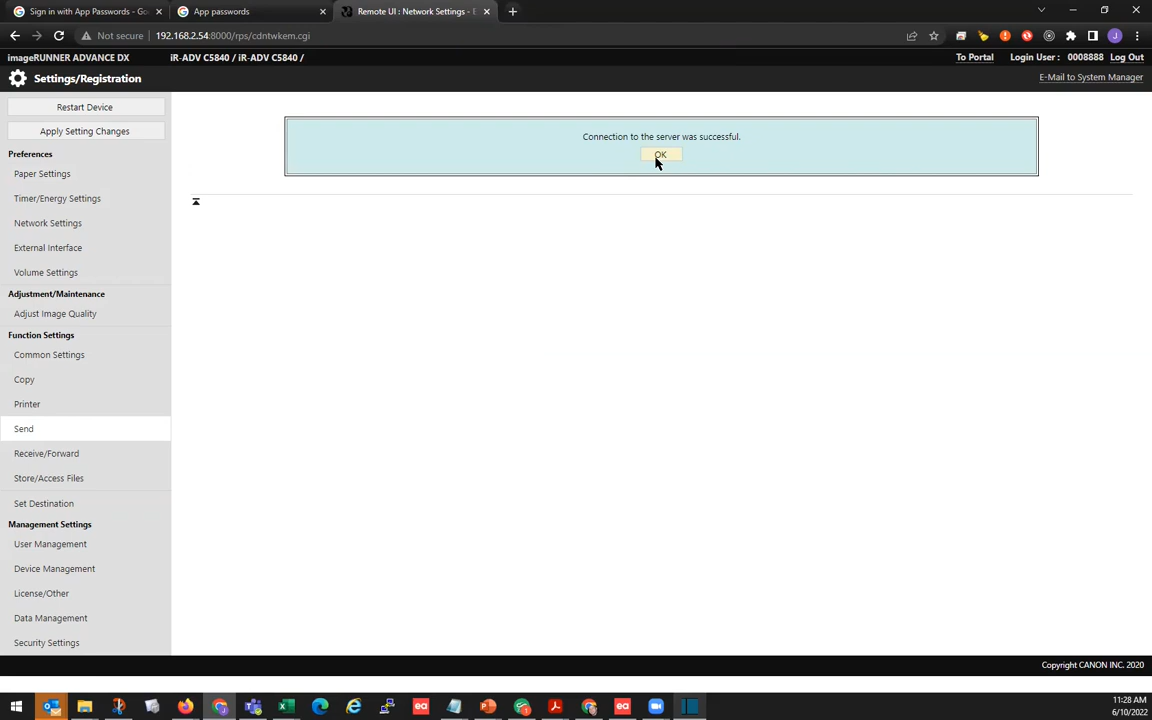 Sign in with App Passwords - Go
App passwords
Remote UI : Network Settings - E
Not secure 192.168.2.54:8000/rps/cdntwkem.cgi
imageRUNNER ADVANCE DX iR-ADV C5840 / iR-ADV C5840 /
To Portal Login User : 0008888 Log Out
Settings/Registration
E-Mail to System Manager
Restart Device
Apply Setting Changes
Preferences
Paper Settings
Timer/Energy Settings
Network Settings
External Interface
Volume Settings
Adjustment/Maintenance
Adjust Image Quality
Function Settings
Common Settings
Copy
Printer
Send
Receive/Forward
Store/Access Files
Set Destination
Management Settings
User Management
Device Management
License/Other
Data Management
Security Settings
Connection to the server was successful.
OK
Copyright CANON INC. 2020
11:28 AM
6/10/2022